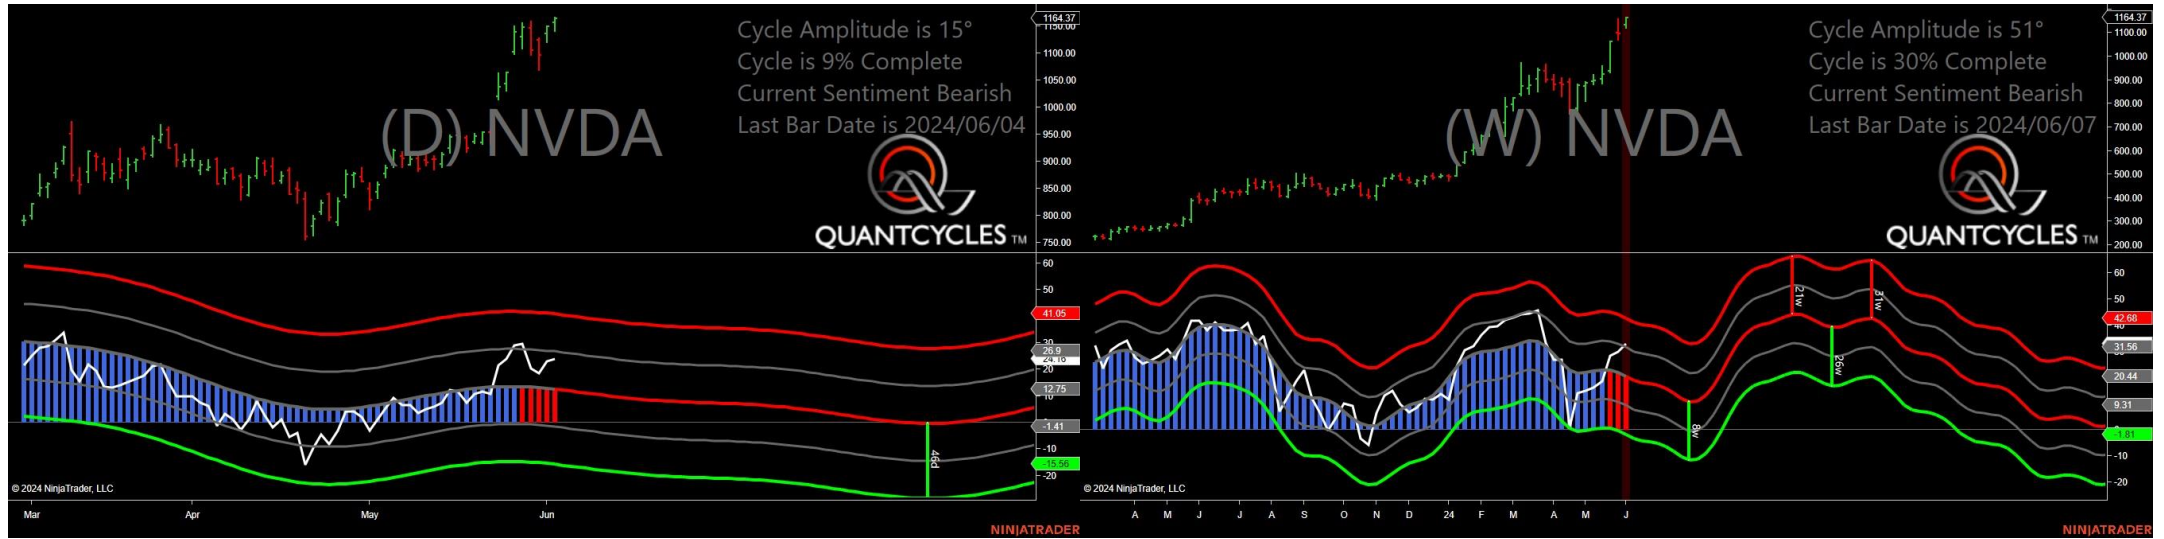 Cycle Amplitude is 15°
Cycle is 9% Complete
Current Sentiment Bearish
Last Bar Date is 2024/06/04
(D) NVDA
QUANTCYCLES TM
1164.37
1150.00
1100.00
1050.00
1000.00
950.00
900.00
850.00
800.00
750.00
60
50
41.05
30
26.9
24.16
20
12.75
10
0
-1.41
-10
-15.56
-20
46d
© 2024 NinjaTrader, LLC
Mar Apr May Jun
NINJATRADER
Cycle Amplitude is 51°
Cycle is 30% Complete
Current Sentiment Bearish
Last Bar Date is 2024/06/07
(W) NVDA
QUANTCYCLES TM
1164.37
1100.00
1000.00
900.00
800.00
700.00
600.00
500.00
400.00
300.00
200.00
60
50
42.68
40
31.56
20.44
9.31
-1.81
-10
-20
8w
21w
26w
31w
© 2024 NinjaTrader, LLC
A M J J A S O N D 24 F M A M J
NINJATRADER